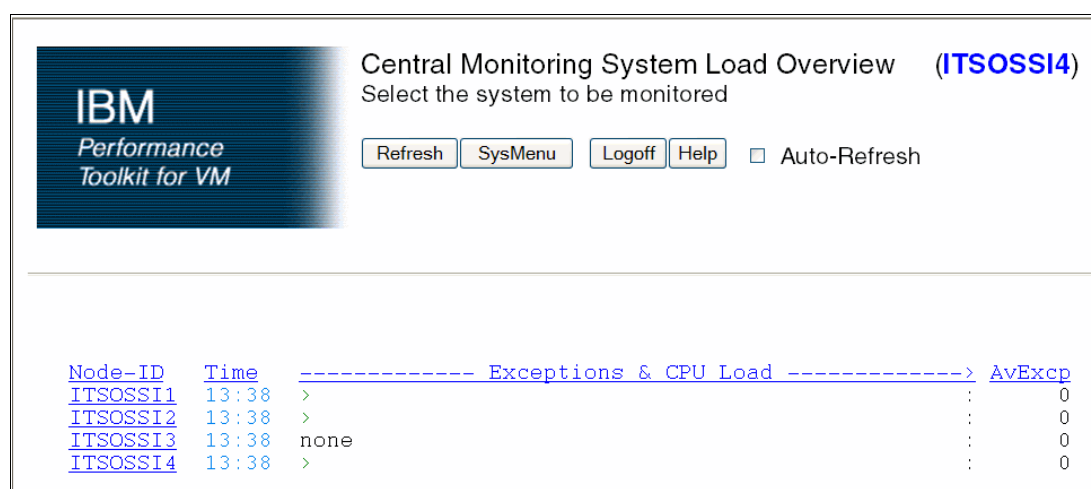 IBM
Performance
Toolkit for VM
Central Monitoring System Load Overview (ITSOSSI4)
Select the system to be monitored
Refresh SysMenu Logoff Help Auto-Refresh
Node-ID Time ------------- Exceptions & CPU Load -------------> AvExcp
ITSOSSI1 13:38 > : 0
ITSOSSI2 13:38 > : 0
ITSOSSI3 13:38 none : 0
ITSOSSI4 13:38 > : 0